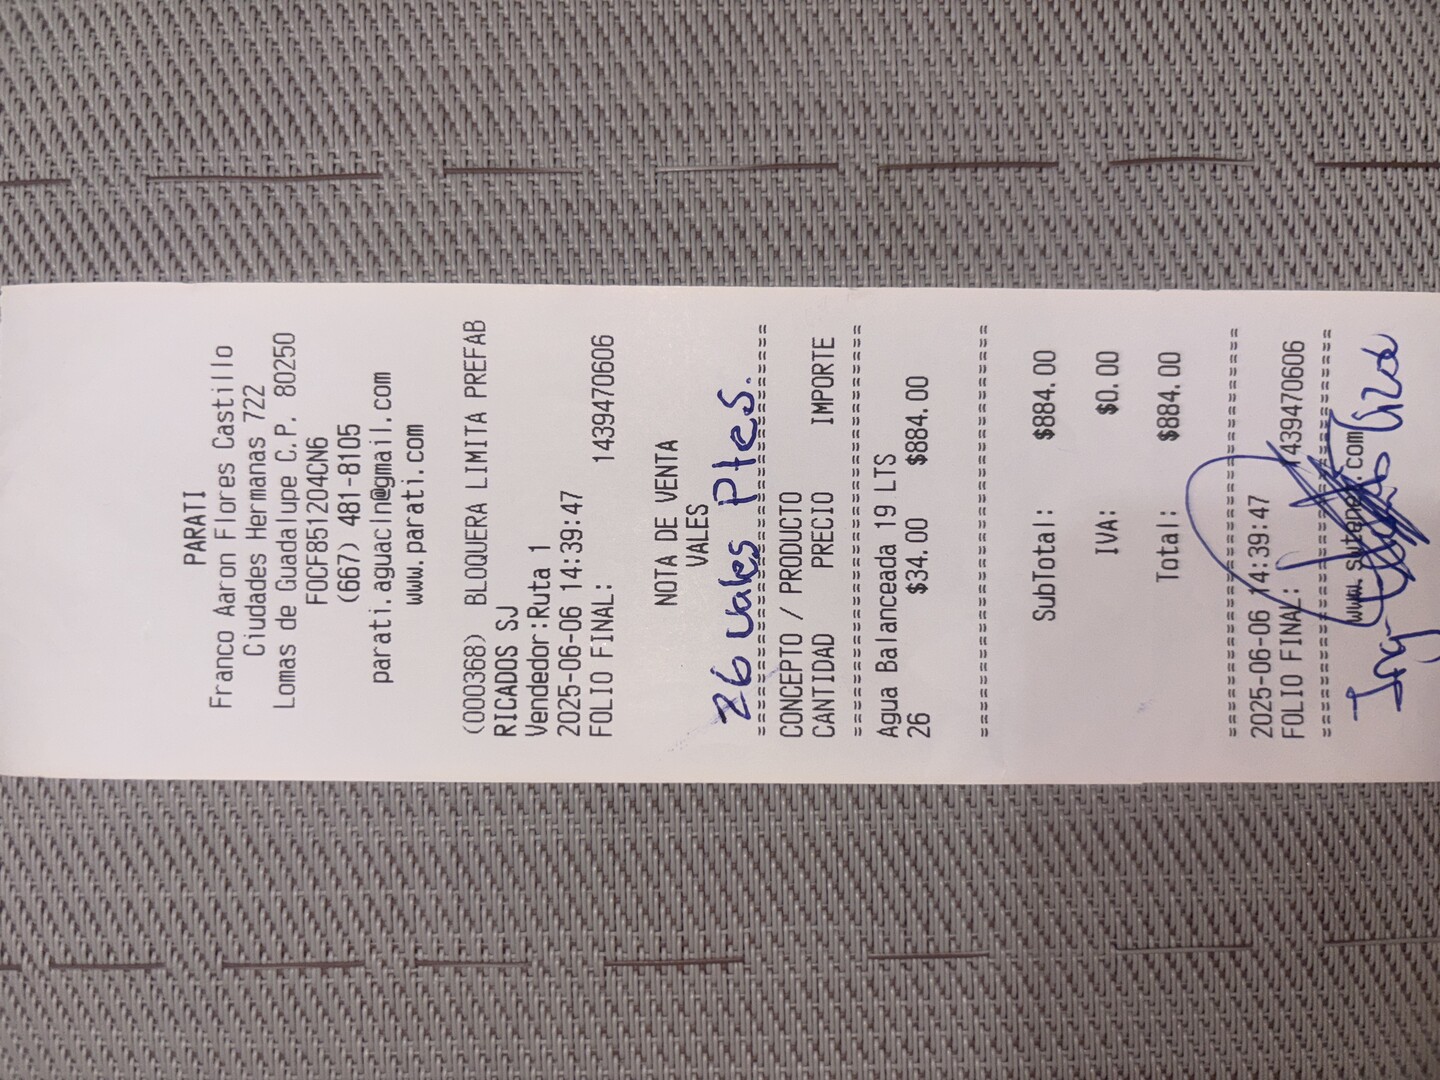 PARATI
Franco Aaron Flores Castillo
Ciudades Hermanas 722
Lomas de Guadalupe C.P. 80250
FOCF851204CN6
(667) 481-8105
parati.aguacln@gmail.com
www.parati.com
(000368) BLOQUERA LIMITA PREFAB
RICADOS SJ
Vendedor:Ruta 1
2025-06-06 14:39:47
FOLIO FINAL: 1439470606
NOTA DE VENTA
VALES
26 vales Ptes.
==============================
CONCEPTO / PRODUCTO
CANTIDAD PRECIO IMPORTE
==============================
Agua Balanceada 19 LTS
26 $34.00 $884.00
==============================
SubTotal: $884.00
IVA: $0.00
Total: $884.00
==============================
2025-06-06 14:39:47
FOLIO FINAL: 1439470606
==============================
www. .com
Ing.